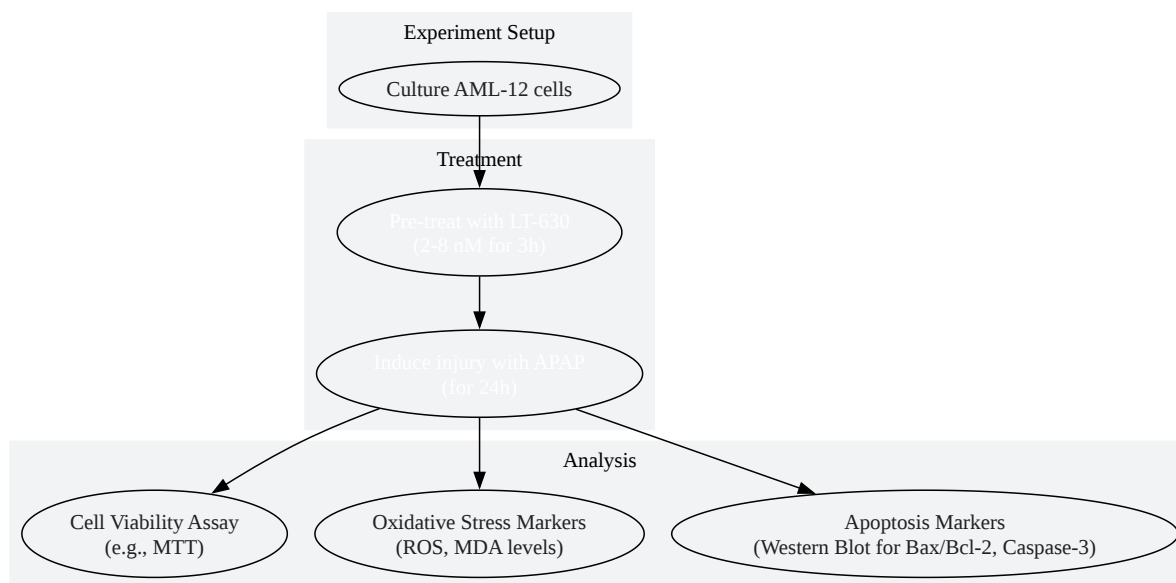 Experiment Setup
Culture AML-12 cells
Treatment
Pre-treat with LT-630
(2-8 nM for 3h)
Induce injury with APAP
(for 24h)
Analysis
Cell Viability Assay
(e.g., MTT)
Oxidative Stress Markers
(ROS, MDA levels)
Apoptosis Markers
(Western Blot for Bax/Bcl-2, Caspase-3)